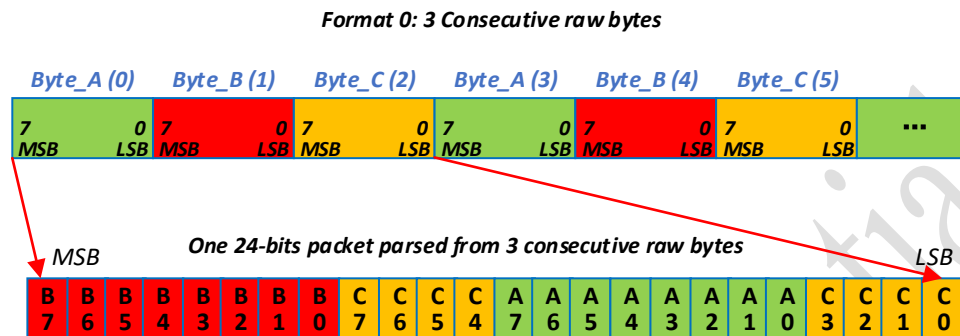 Format 0: 3 Consecutive raw bytes
Byte_A (0) Byte_B (1) Byte_C (2) Byte_A (3) Byte_B (4) Byte_C (5)
7 0 7 0 7 0 7 0 7 0 7 0 ...
MSB LSB MSB LSB MSB LSB MSB LSB MSB LSB MSB LSB
MSB One 24-bits packet parsed from 3 consecutive raw bytes LSB
B B B B B B B B C C C C A A A A A A A A C C C C
7 6 5 4 3 2 1 0 7 6 5 4 7 6 5 4 3 2 1 0 3 2 1 0